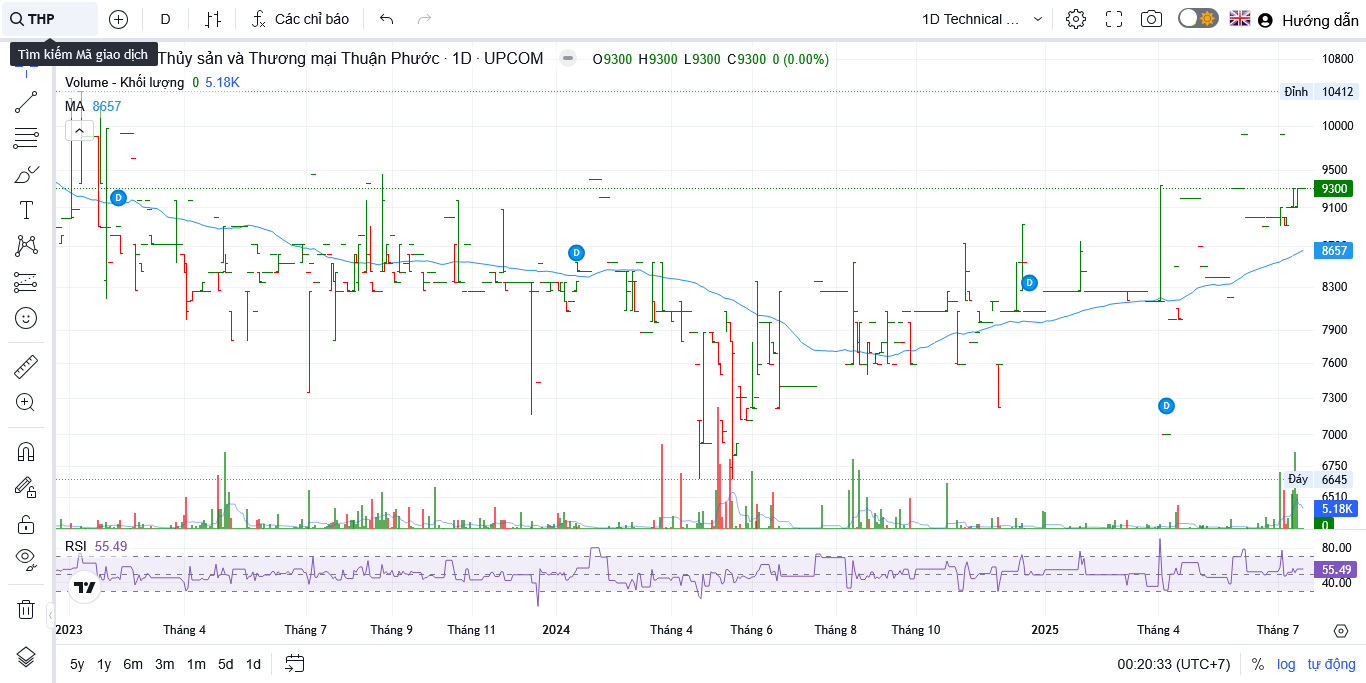 THP
D
Các chỉ báo
1D Technical ...
Hướng dẫn
Tìm kiếm Mã giao dịch
Thủy sản và Thương mại Thuận Phước · 1D · UPCOM
O9300 H9300 L9300 C9300 0 (0.00%)
Volume - Khối lượng 0 5.18K
MA 8657
10800
Đỉnh 10412
10000
9500
9300
9100
8657
8300
7900
7600
7300
7000
6750
Đáy 6645
6510
5.18K
0
D
D
D
D
RSI 55.49
80.00
55.49
40.00
2023 Tháng 4 Tháng 7 Tháng 9 Tháng 11 2024 Tháng 4 Tháng 6 Tháng 8 Tháng 10 2025 Tháng 4 Tháng 7
5y 1y 6m 3m 1m 5d 1d
00:20:33 (UTC+7) % log tự động